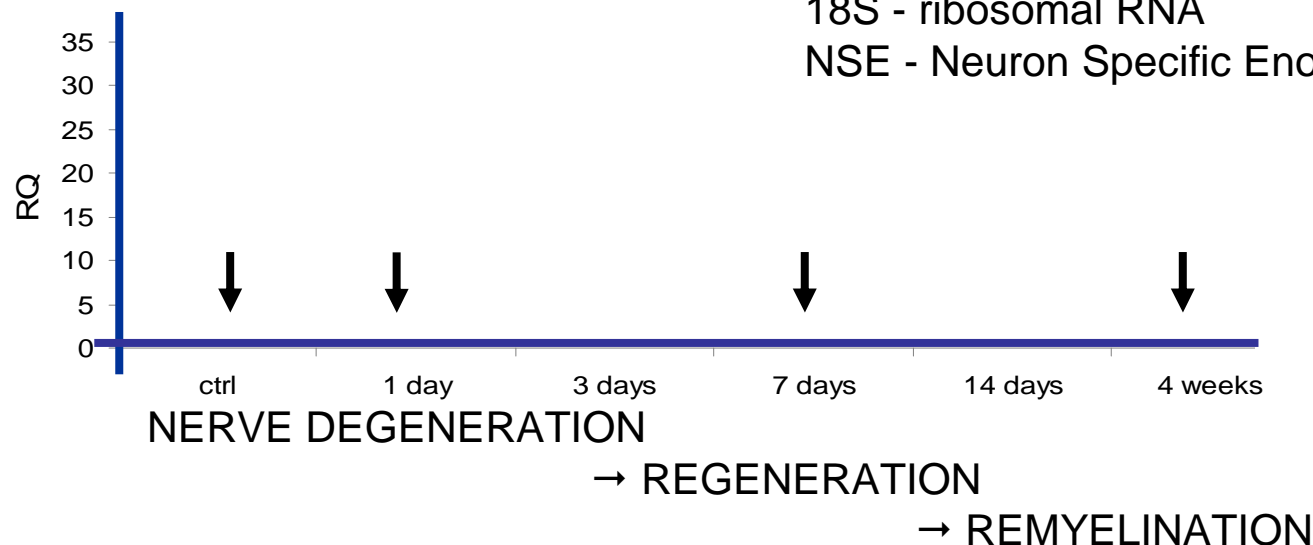 18S - ribosomal RNA
NSE - Neuron Specific
35
30
25
20
15
10
5
0
RQ
ctrl 1 day 3 days 7 days 14 days 4 weeks
NERVE DEGENERATION
→ REGENERATION
→ REMYELINATION